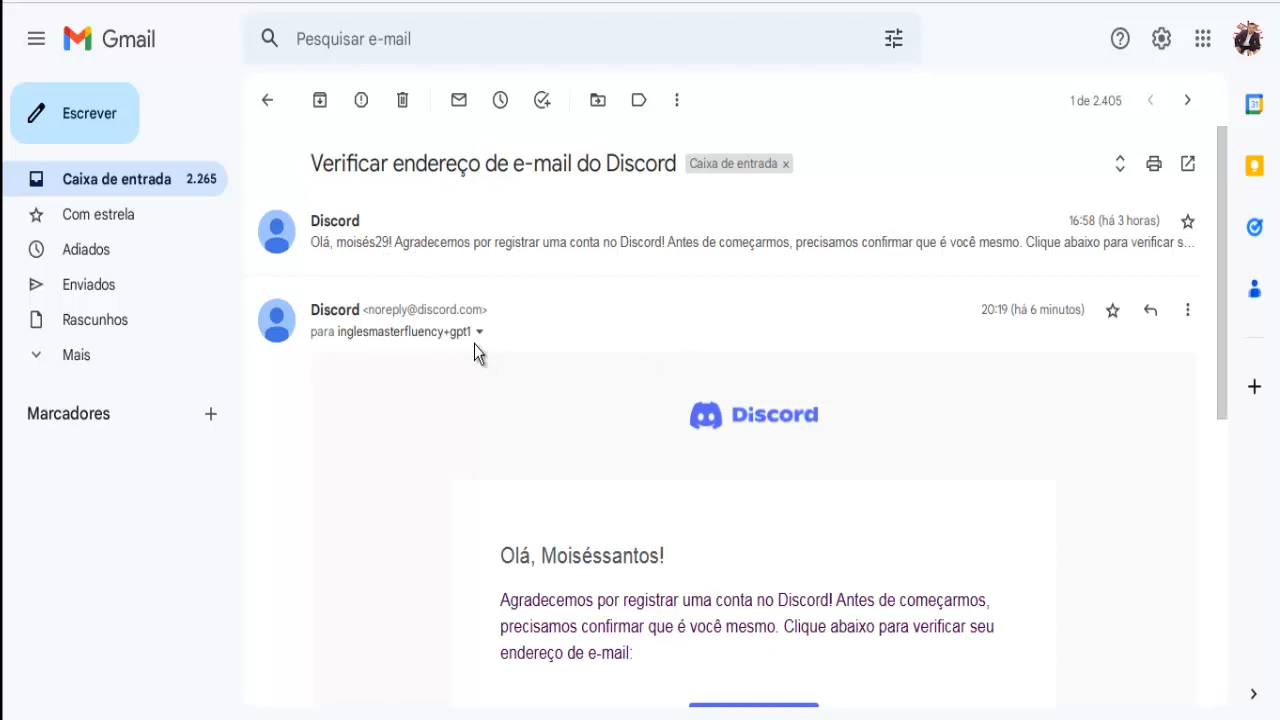 Gmail
Pesquisar e-mail
Escrever
1 de 2.405
31
Verificar endereço de e-mail do Discord
Caixa de entrada ×
Caixa de entrada 2.265
Com estrela
Adiados
Enviados
Rascunhos
Mais
Marcadores
Discord
16:58 (há 3 horas)
Olá, moisés29! Agradecemos por registrar uma conta no Discord! Antes de começarmos, precisamos confirmar que é você mesmo. Clique abaixo para verificar s...
Discord <noreply@discord.com>
20:19 (há 6 minutos)
para inglesmasterfluency+gpt1
Discord
Olá, Moiséssantos!
Agradecemos por registrar uma conta no Discord! Antes de começarmos,
precisamos confirmar que é você mesmo. Clique abaixo para verificar seu
endereço de e-mail: